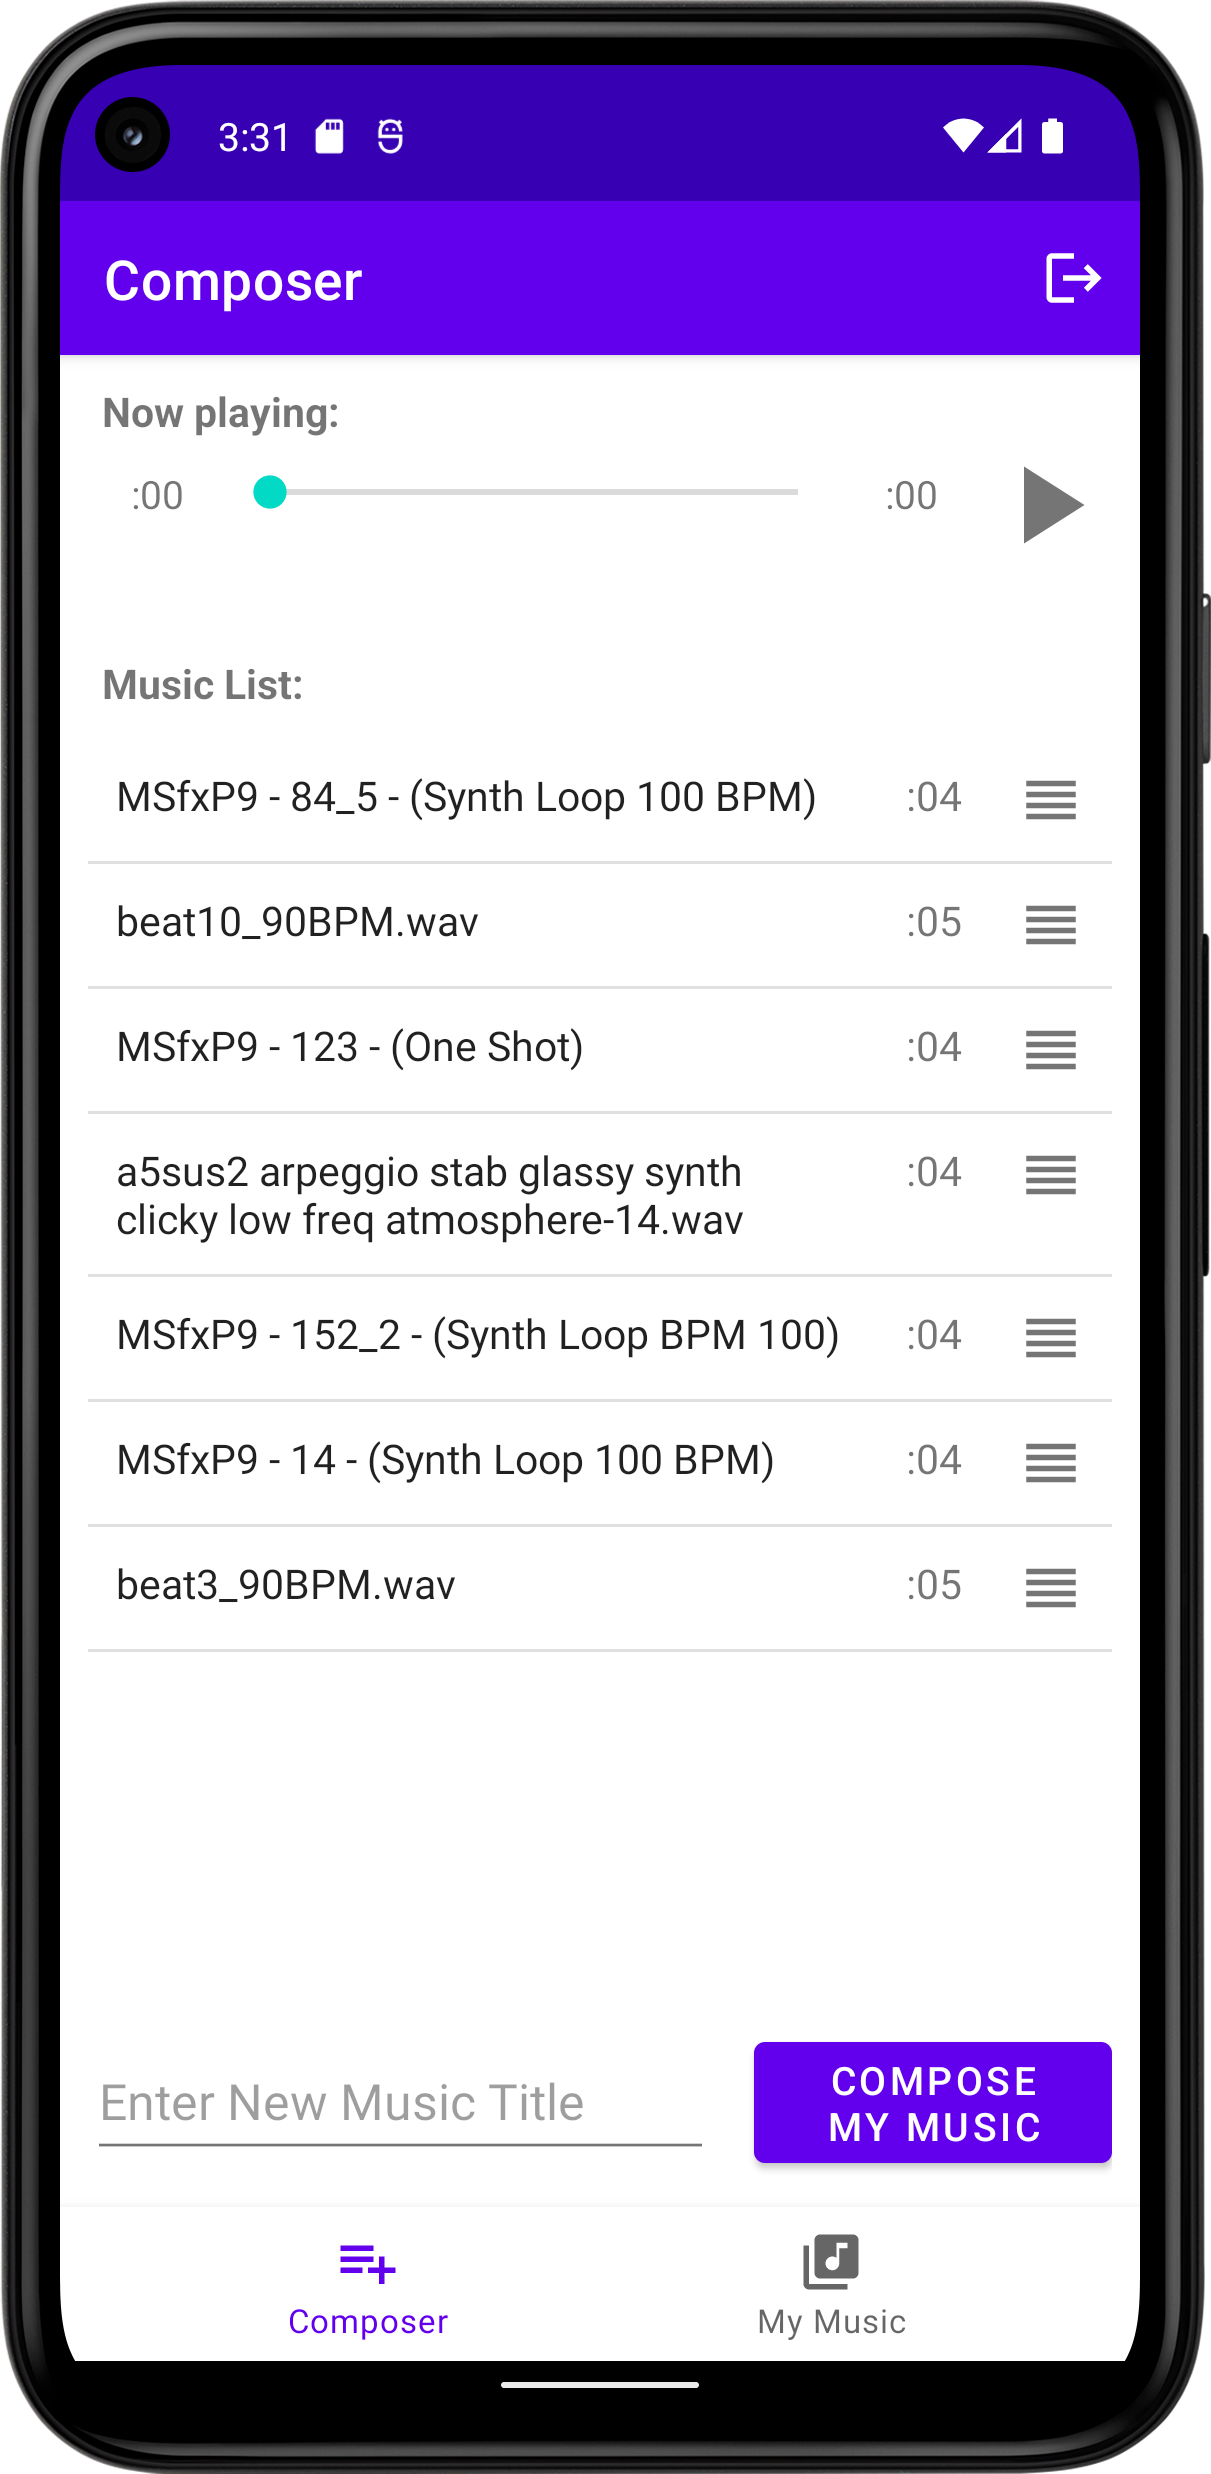 3:31
Composer
Now playing:
:00 :00
Music List:
MSfxP9 - 84_5 - (Synth Loop 100 BPM) :04
beat10_90BPM.wav :05
MSfxP9 - 123 - (One Shot) :04
a5sus2 arpeggio stab glassy synth :04
clicky low freq atmosphere-14.wav
MSfxP9 - 152_2 - (Synth Loop BPM 100) :04
MSfxP9 - 14 - (Synth Loop 100 BPM) :04
beat3_90BPM.wav :05
Enter New Music Title
COMPOSE
MY MUSIC
Composer
My Music